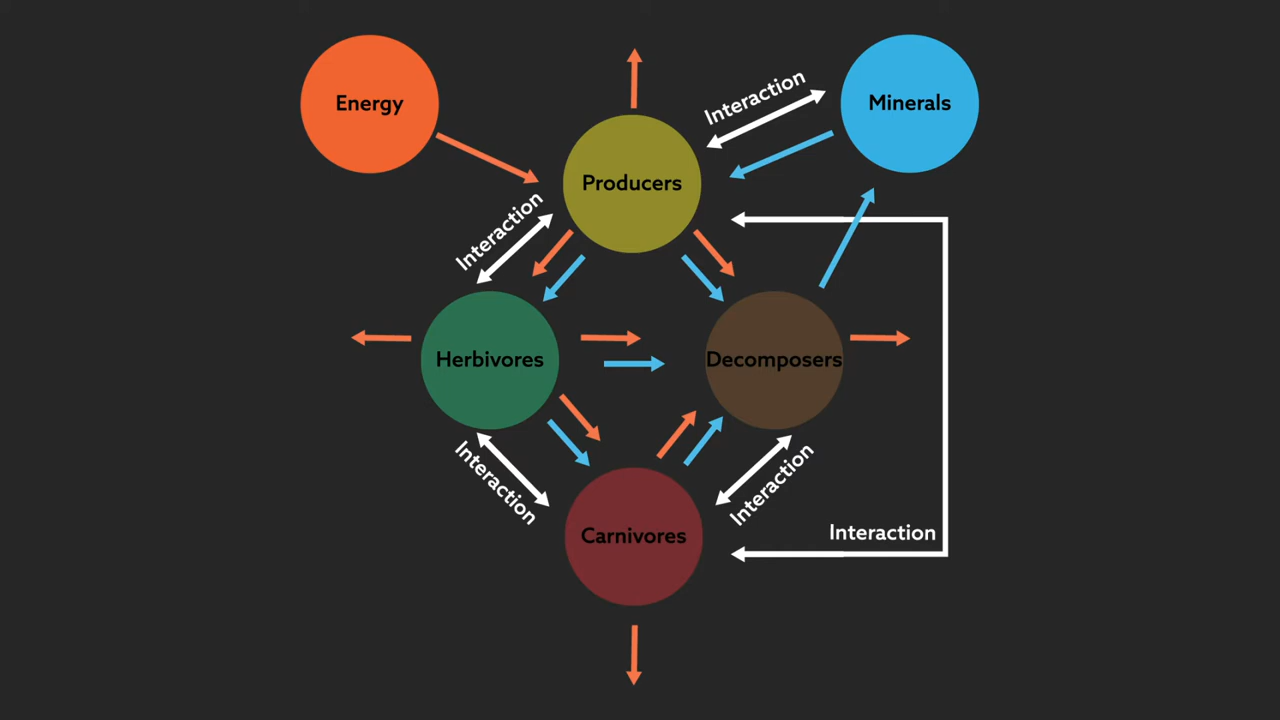 Energy
Interaction
Minerals
Producers
Interaction
Herbivores
Decomposers
Interaction
Interaction
Carnivores
Interaction